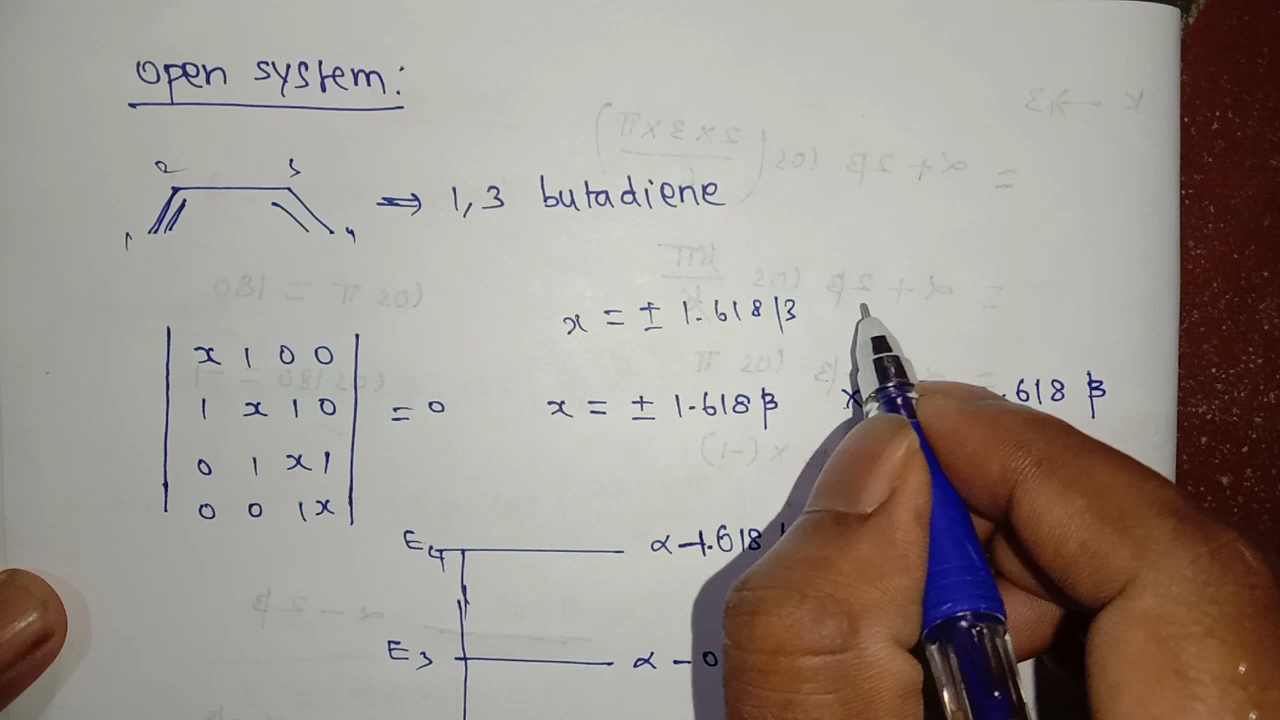 Open system:
2 3
1 4
⇒ 1,3 butadiene
x = ± 1.618 β
x 1 0 0
1 x 1 0 = 0
x = ± 1.618 β x .618 β
0 1 x 1
0 0 1 x
E4 α - 1.618
E3 α - 0